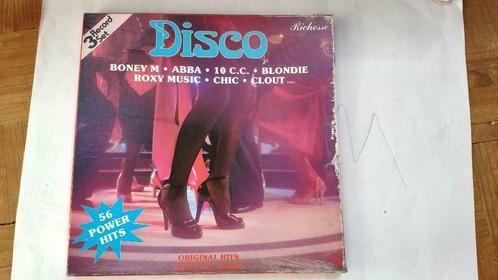 3 Record Set
Disco
Richesse
BONEY M • ABBA • 10 C.C. • BLONDIE
ROXY MUSIC • CHIC • CLOUT ...
56
POWER
HITS
ORIGINAL HITS